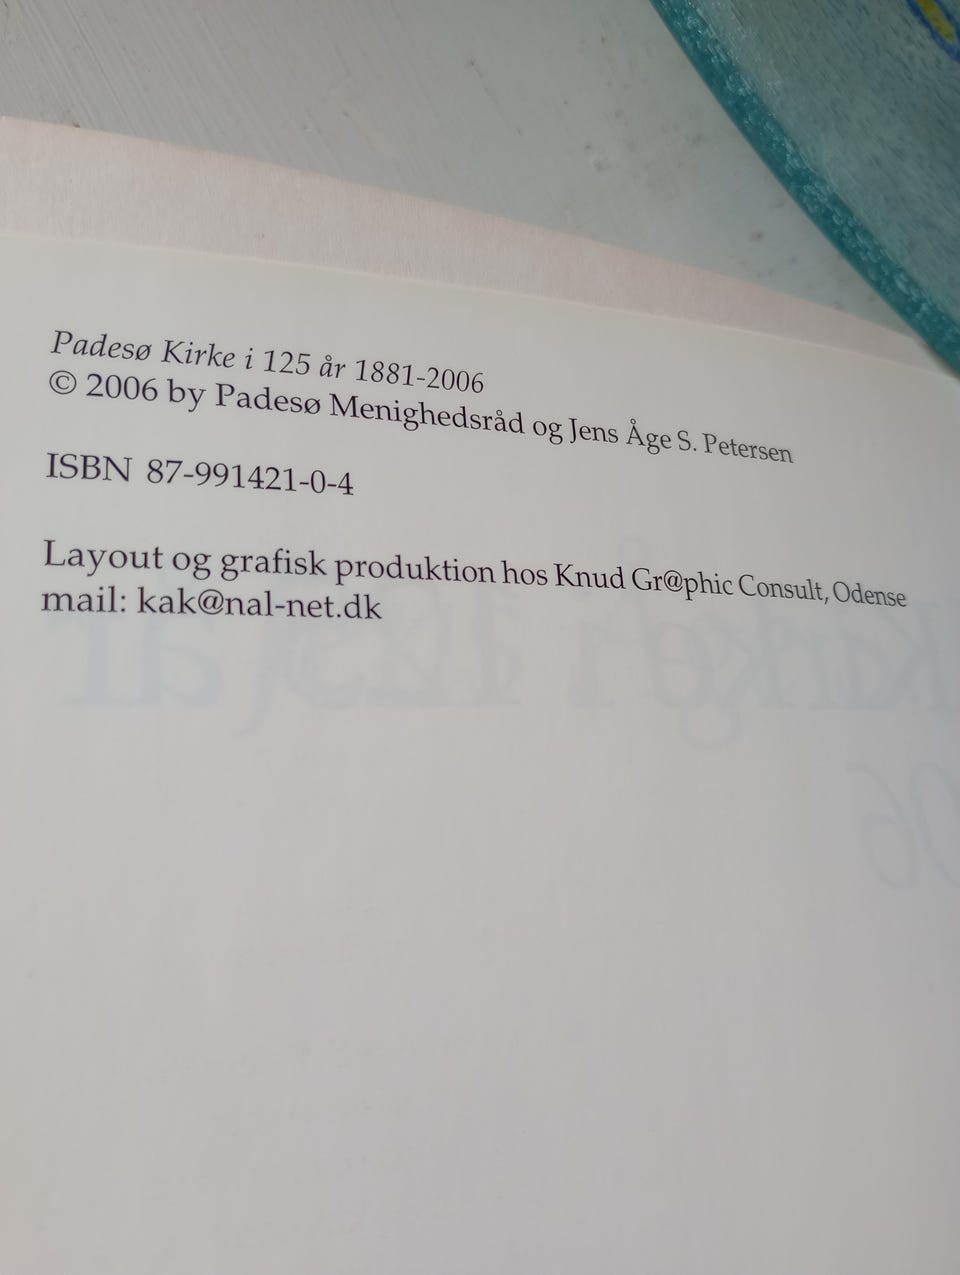 Padesø Kirke i 125 år 1881-2006
© 2006 by Padesø Menighedsråd og Jens Åge S. Petersen
ISBN 87-991421-0-4
Layout og grafisk produktion hos Knud Gr@phic Consult, Odense
mail: kak@nal-net.dk